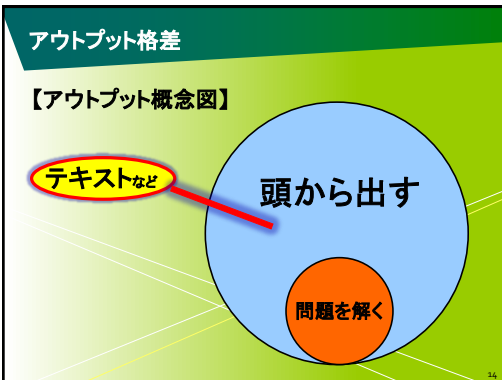 アウトプット格差
【アウトプット概念図】
テキストなど
頭から出す
問題を解く
24